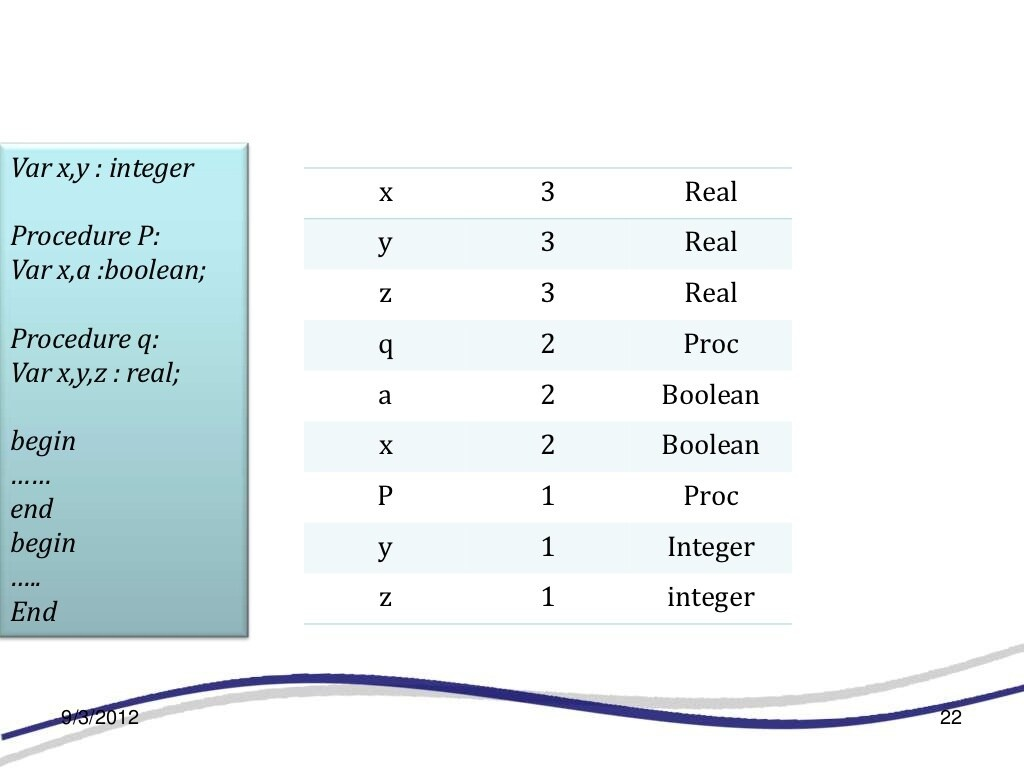 Var x,y : integer
Procedure P:
Var x,a :boolean;
Procedure q:
Var x,y,z : real;
begin
……
end
begin
…..
End
x 3 Real
y 3 Real
z 3 Real
q 2 Proc
a 2 Boolean
x 2 Boolean
P 1 Proc
y 1 Integer
z 1 integer
9/3/2012
22